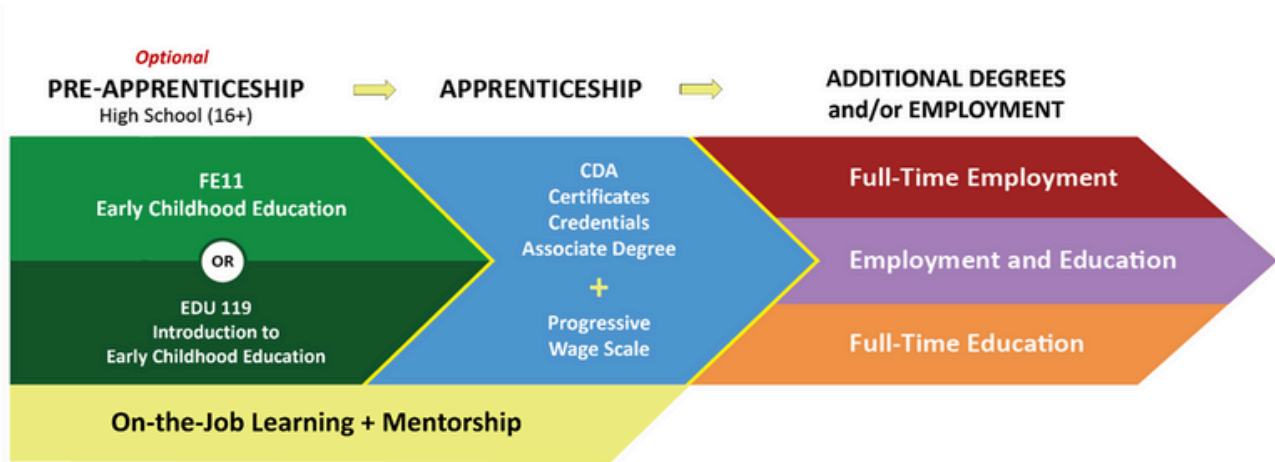 Optional
PRE-APPRENTICESHIP
High School (16+)
APPRENTICESHIP
ADDITIONAL DEGREES
and/or EMPLOYMENT
FE11
Early Childhood Education
OR
EDU 119
Introduction to
Early Childhood Education
CDA
Certificates
Credentials
Associate Degree
+
Progressive
Wage Scale
Full-Time Employment
Employment and Education
Full-Time Education
On-the-Job Learning + Mentorship